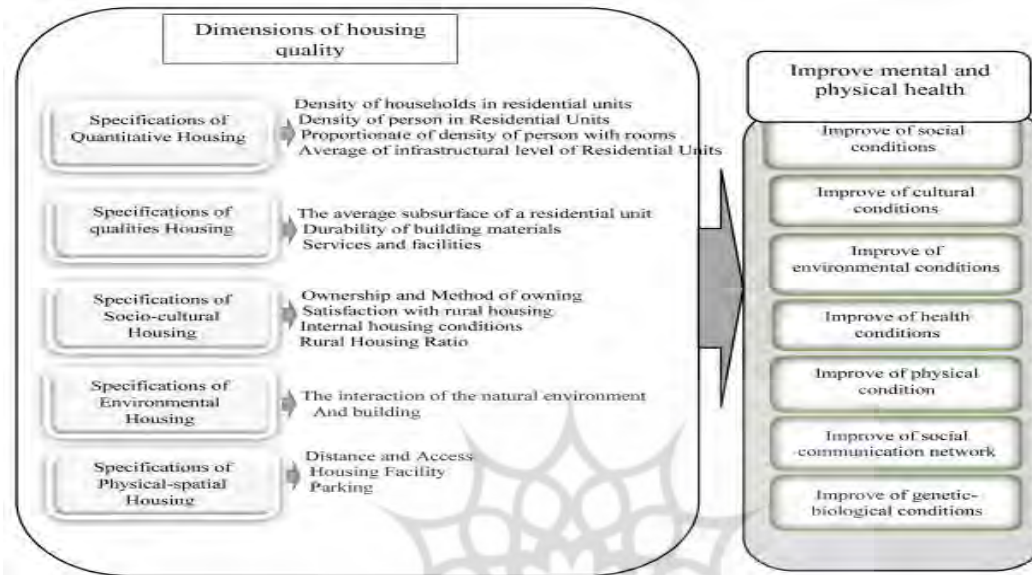 Dimensions of housing
quality
Specifications of
Quantitative Housing
Density of households in residential units
Density of person in Residential Units
Proportionate of density of person with rooms
Average of infrastructural level of Residential Units
Specifications of
qualities Housing
The average subsurface of a residential unit
Durability of building materials
Services and facilities
Specifications of
Socio-cultural
Housing
Ownership and Method of owning
Satisfaction with rural housing
Internal housing conditions
Rural Housing Ratio
Specifications of
Environmental
Housing
The interaction of the natural environment
And building
Specifications of
Physical-spatial
Housing
Distance and Access
Housing Facility
Parking
Improve mental and
physical health
Improve of social
conditions
Improve of cultural
conditions
Improve of
environmental conditions
Improve of health
conditions
Improve of physical
condition
Improve of social
communication network
Improve of genetic-
biological conditions